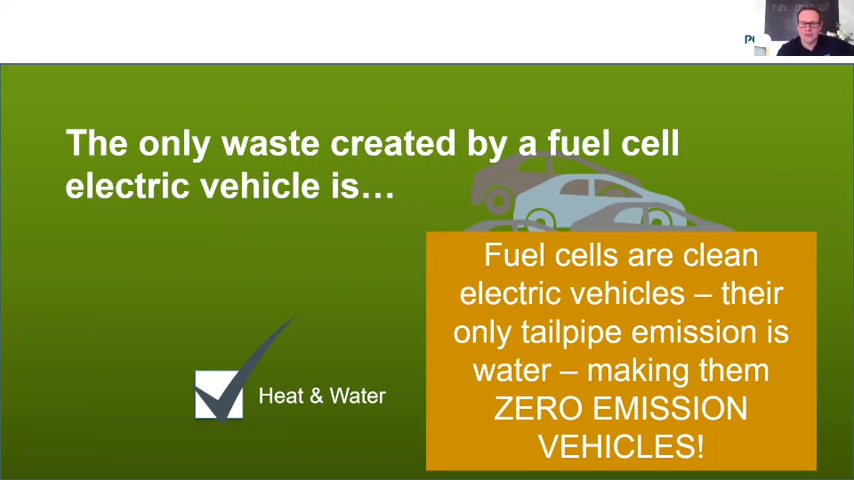 The only waste created by a fuel cell
electric vehicle is…
Fuel cells are clean
electric vehicles – their
only tailpipe emission is
water – making them
ZERO EMISSION
VEHICLES!
Heat & Water